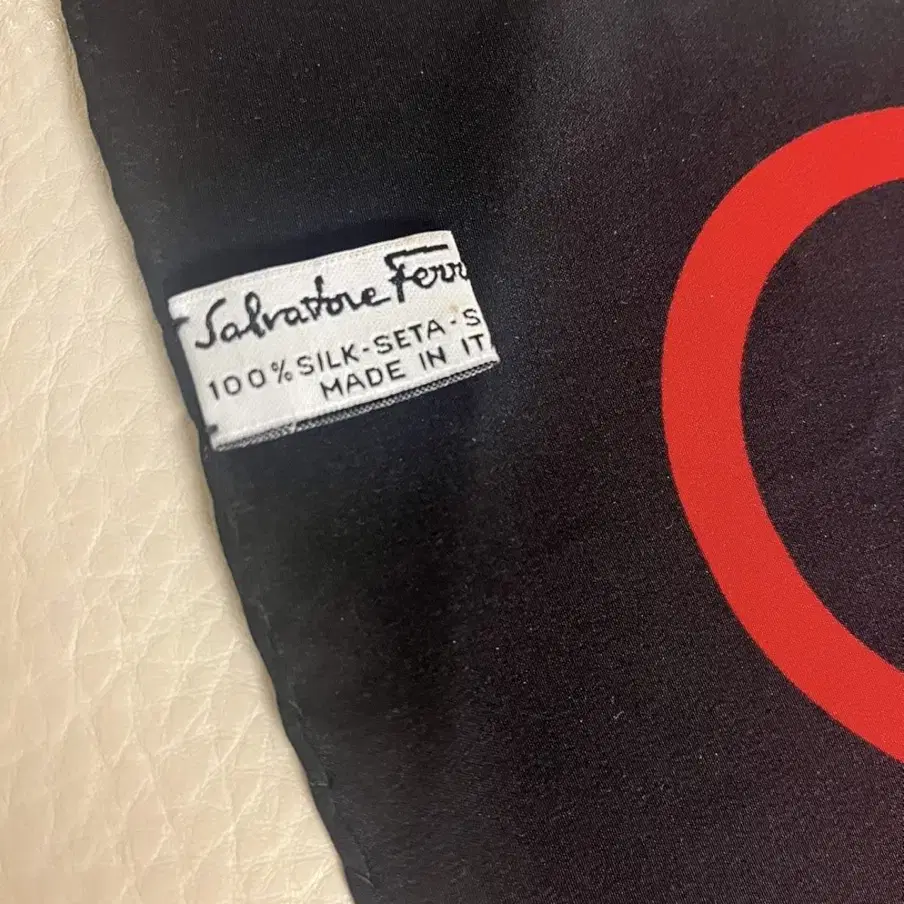 Salvatore Ferr
100% SILK-SETA-S
MADE IN IT